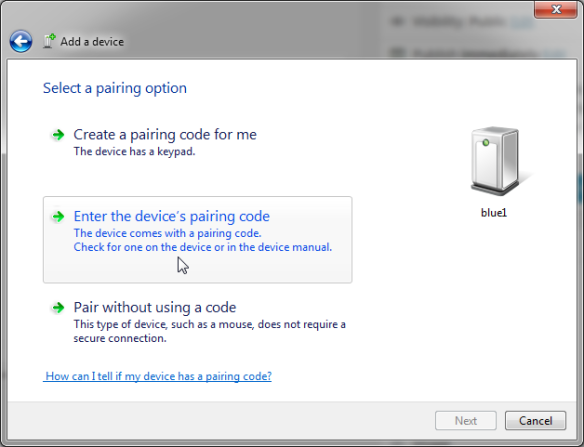 Add a device
Select a pairing option
Create a pairing code for me
The device has a keypad.
Enter the device's pairing code
The device comes with a pairing code.
Check for one on the device or in the device manual.
blue1
Pair without using a code
This type of device, such as a mouse, does not require a
secure connection.
How can I tell if my device has a pairing code?
Next
Cancel